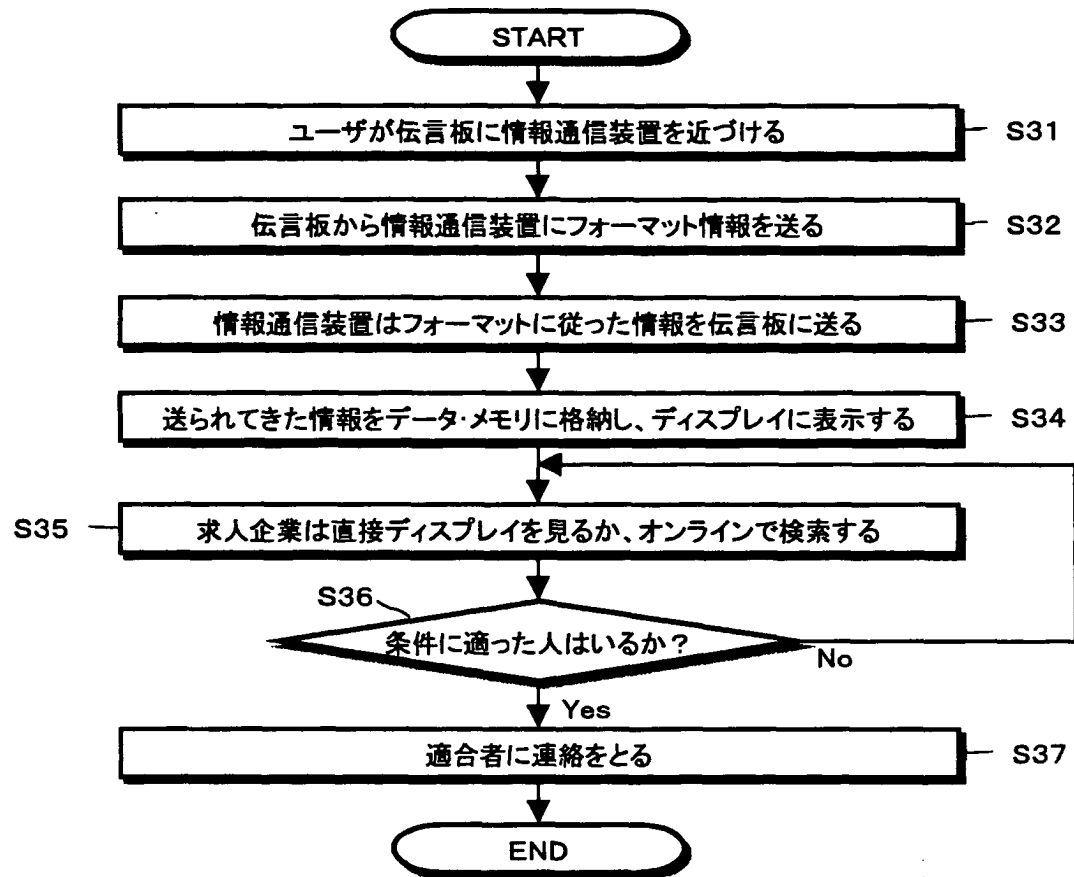 START
ユーザが伝言板に情報通信装置を近づける
S31
伝言板から情報通信装置にフォーマット情報を送る
S32
情報通信装置はフォーマットに従った情報を伝言板に送る
S33
送られてきた情報をデータ・メモリに格納し、ディスプレイに表示する
S34
S35
求人企業は直接ディスプレイを見るか、オンラインで検索する
S36
条件に適った人はいるか？
No
Yes
適合者に連絡をとる
S37
END